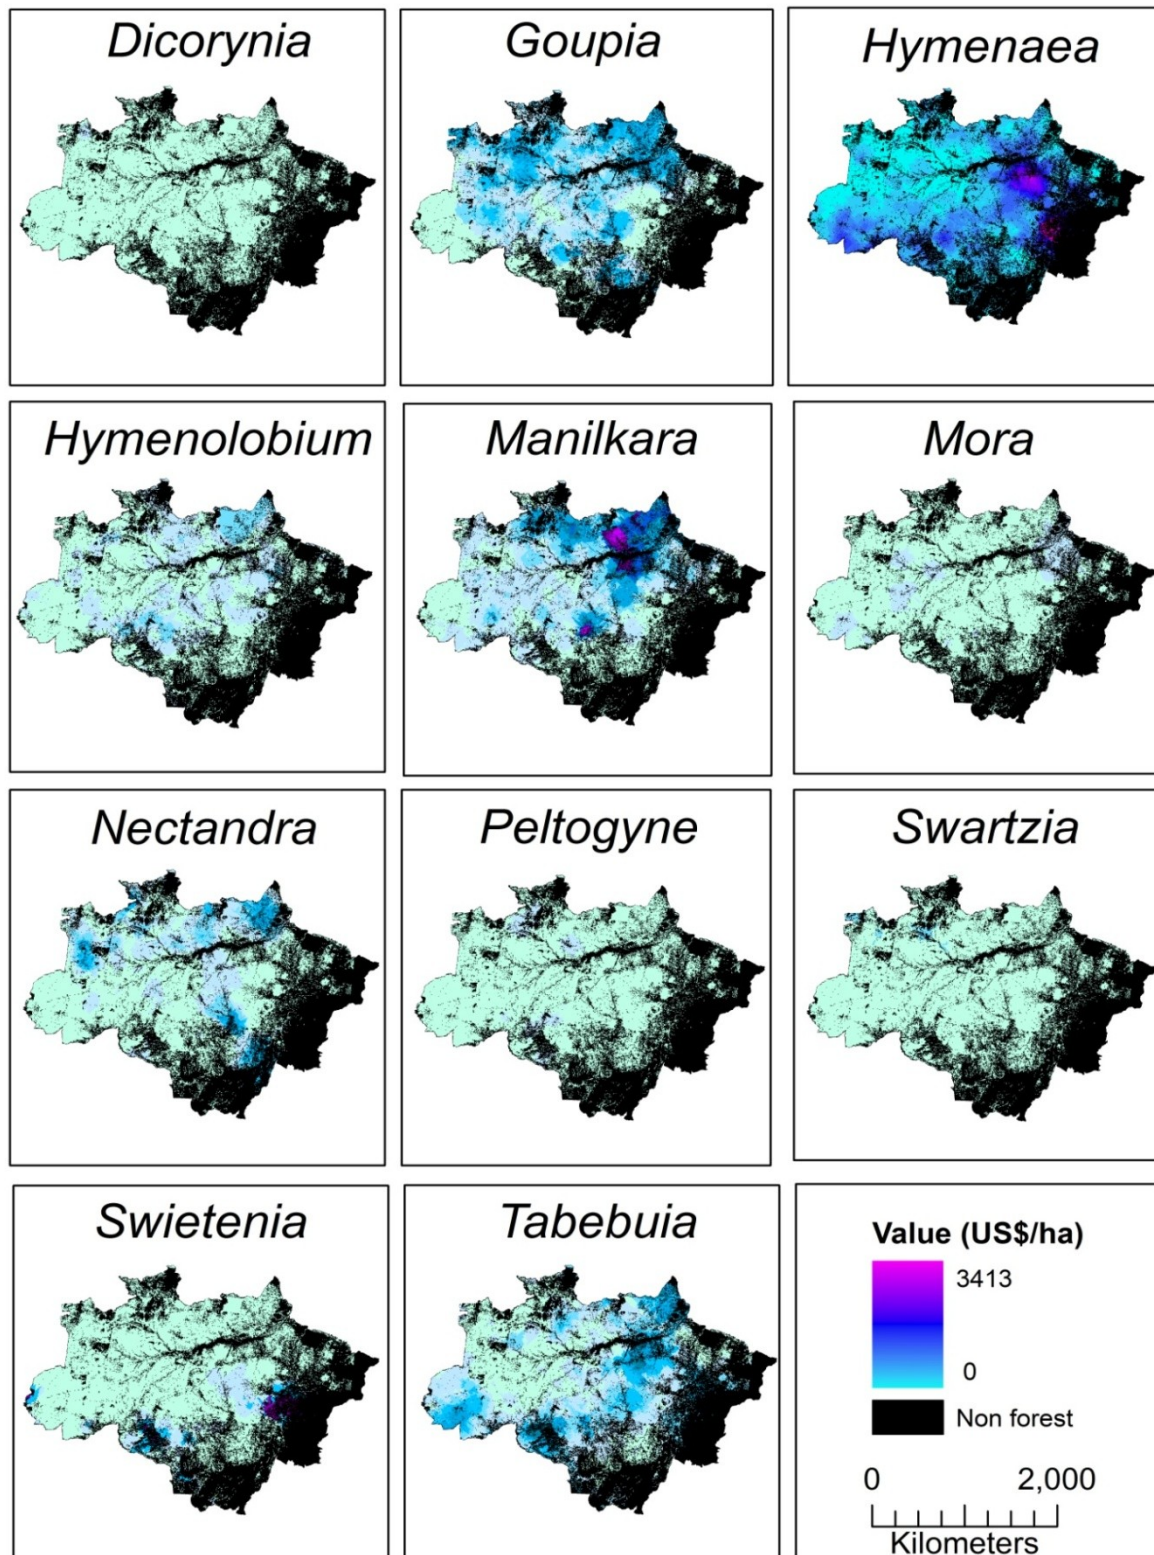 Dicorynia
Goupia
Hymenaea
Hymenolobium
Manilkara
Mora
Nectandra
Peltogyne
Swartzia
Swietenia
Tabebuia
Value (US$/ha)
3413
0
Non forest
0 2,000
Kilometers